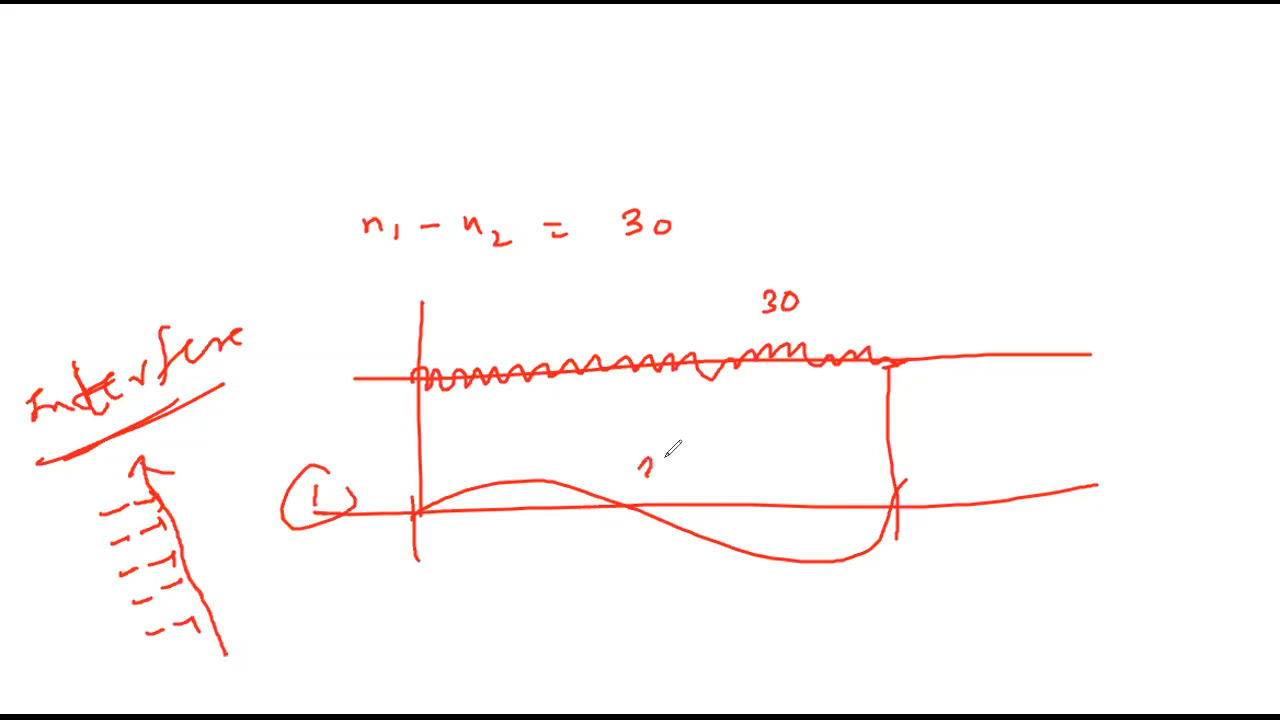 n₁ - n₂ = 30
30
Interfere
1